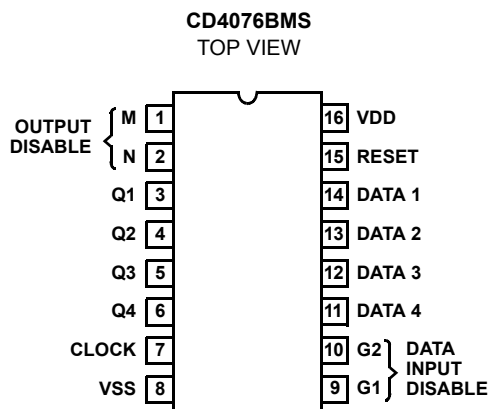 CD4076BMS
TOP VIEW
OUTPUT
DISABLE
M 1
N 2
Q1 3
Q2 4
Q3 5
Q4 6
CLOCK 7
VSS 8
16 VDD
15 RESET
14 DATA 1
13 DATA 2
12 DATA 3
11 DATA 4
10 G2
9 G1
DATA
INPUT
DISABLE